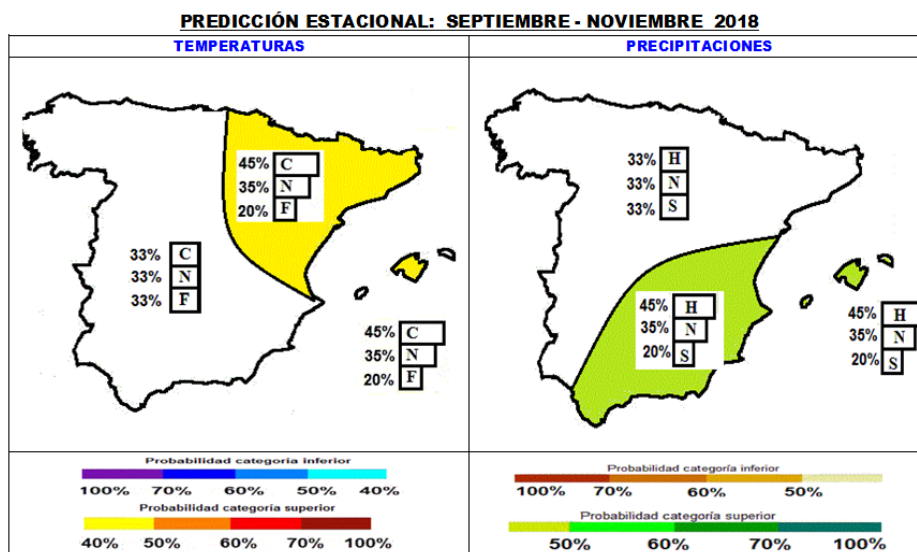 PREDICCIÓN ESTACIONAL: SEPTIEMBRE - NOVIEMBRE 2018
TEMPERATURAS
45% C
35% N
20% F
33% C
33% N
33% F
45% C
35% N
20% F
Probabilidad categoría inferior
100% 70% 60% 50% 40%
Probabilidad categoría superior
40% 50% 60% 70% 100%
PRECIPITACIONES
33% H
33% N
33% S
45% H
35% N
20% S
45% H
35% N
20% S
Probabilidad categoría inferior
100% 70% 60% 50%
Probabilidad categoría superior
50% 60% 70% 100%